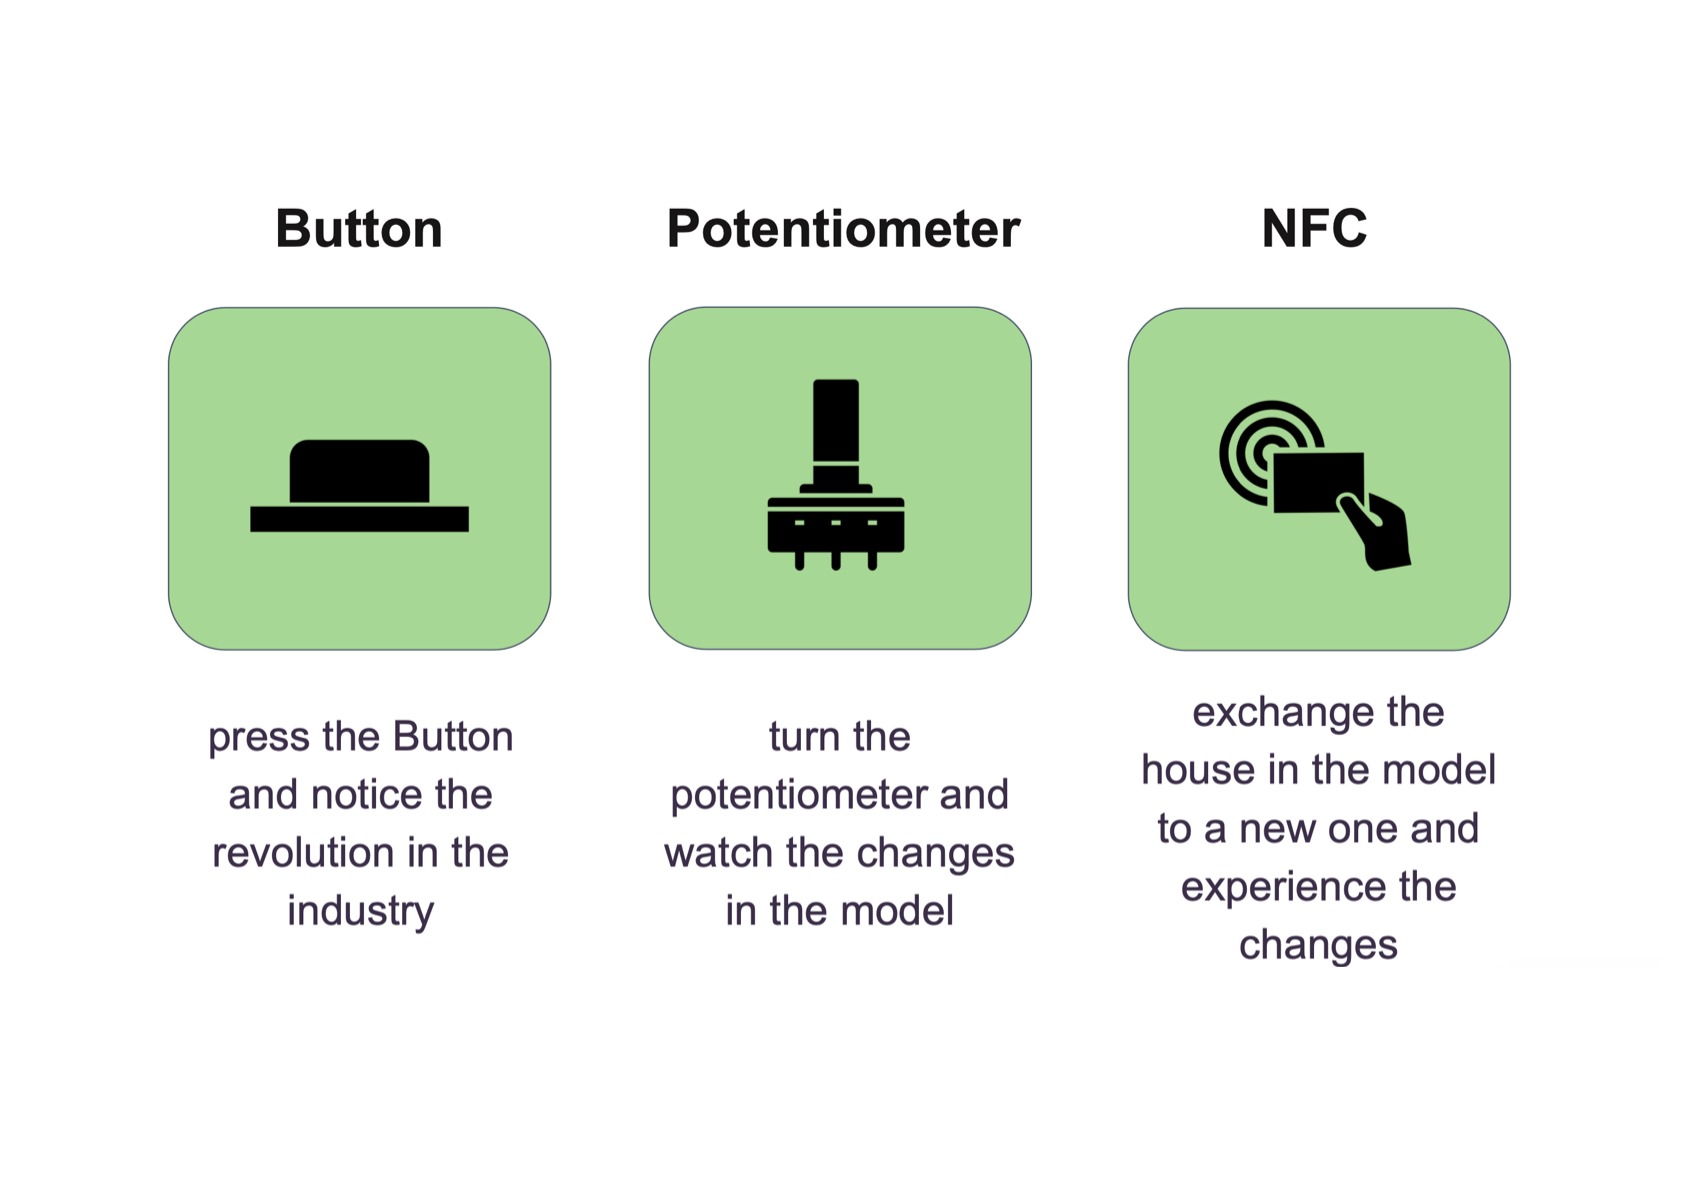 Button
press the Button
and notice the
revolution in the
industry
Potentiometer
turn the
potentiometer and
watch the changes
in the model
NFC
exchange the
house in the model
to a new one and
experience the
changes